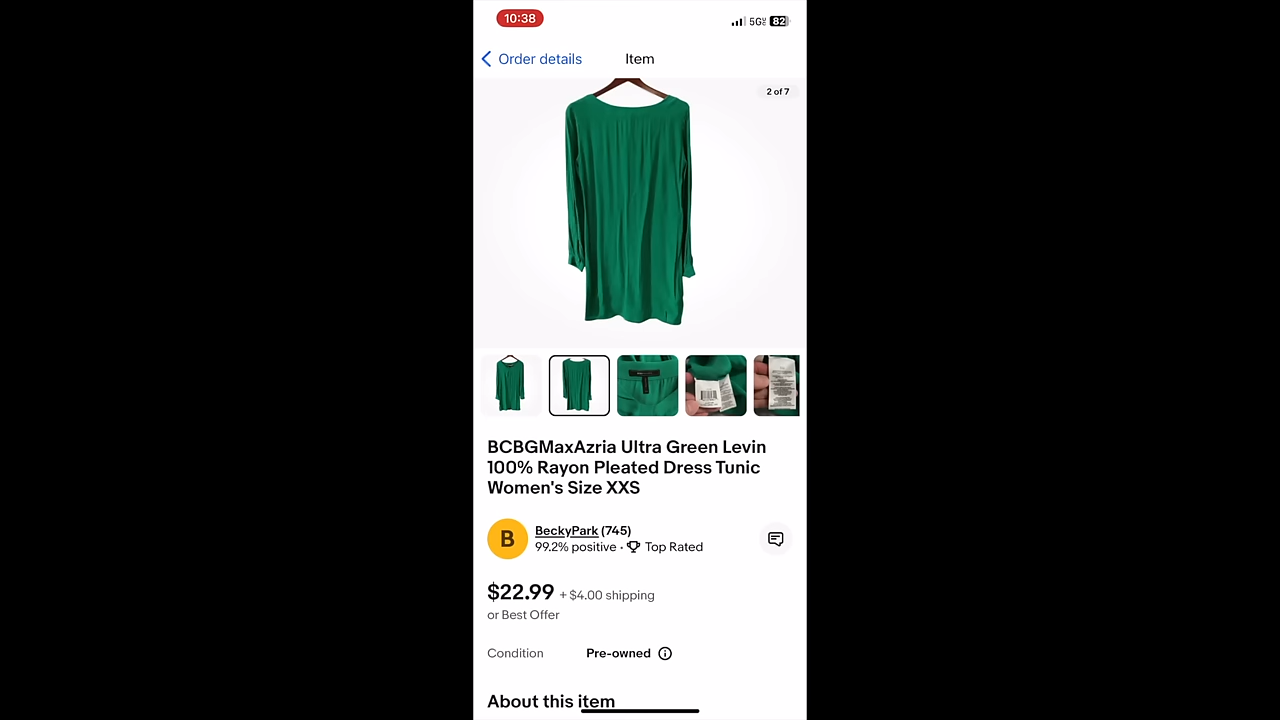 10:38
5G
82
Order details
Item
2 of 7
BCBGMaxAzria Ultra Green Levin
100% Rayon Pleated Dress Tunic
Women's Size XXS
B
BeckyPark (745)
99.2% positive · Top Rated
$22.99 + $4.00 shipping
or Best Offer
Condition
Pre-owned
About this item